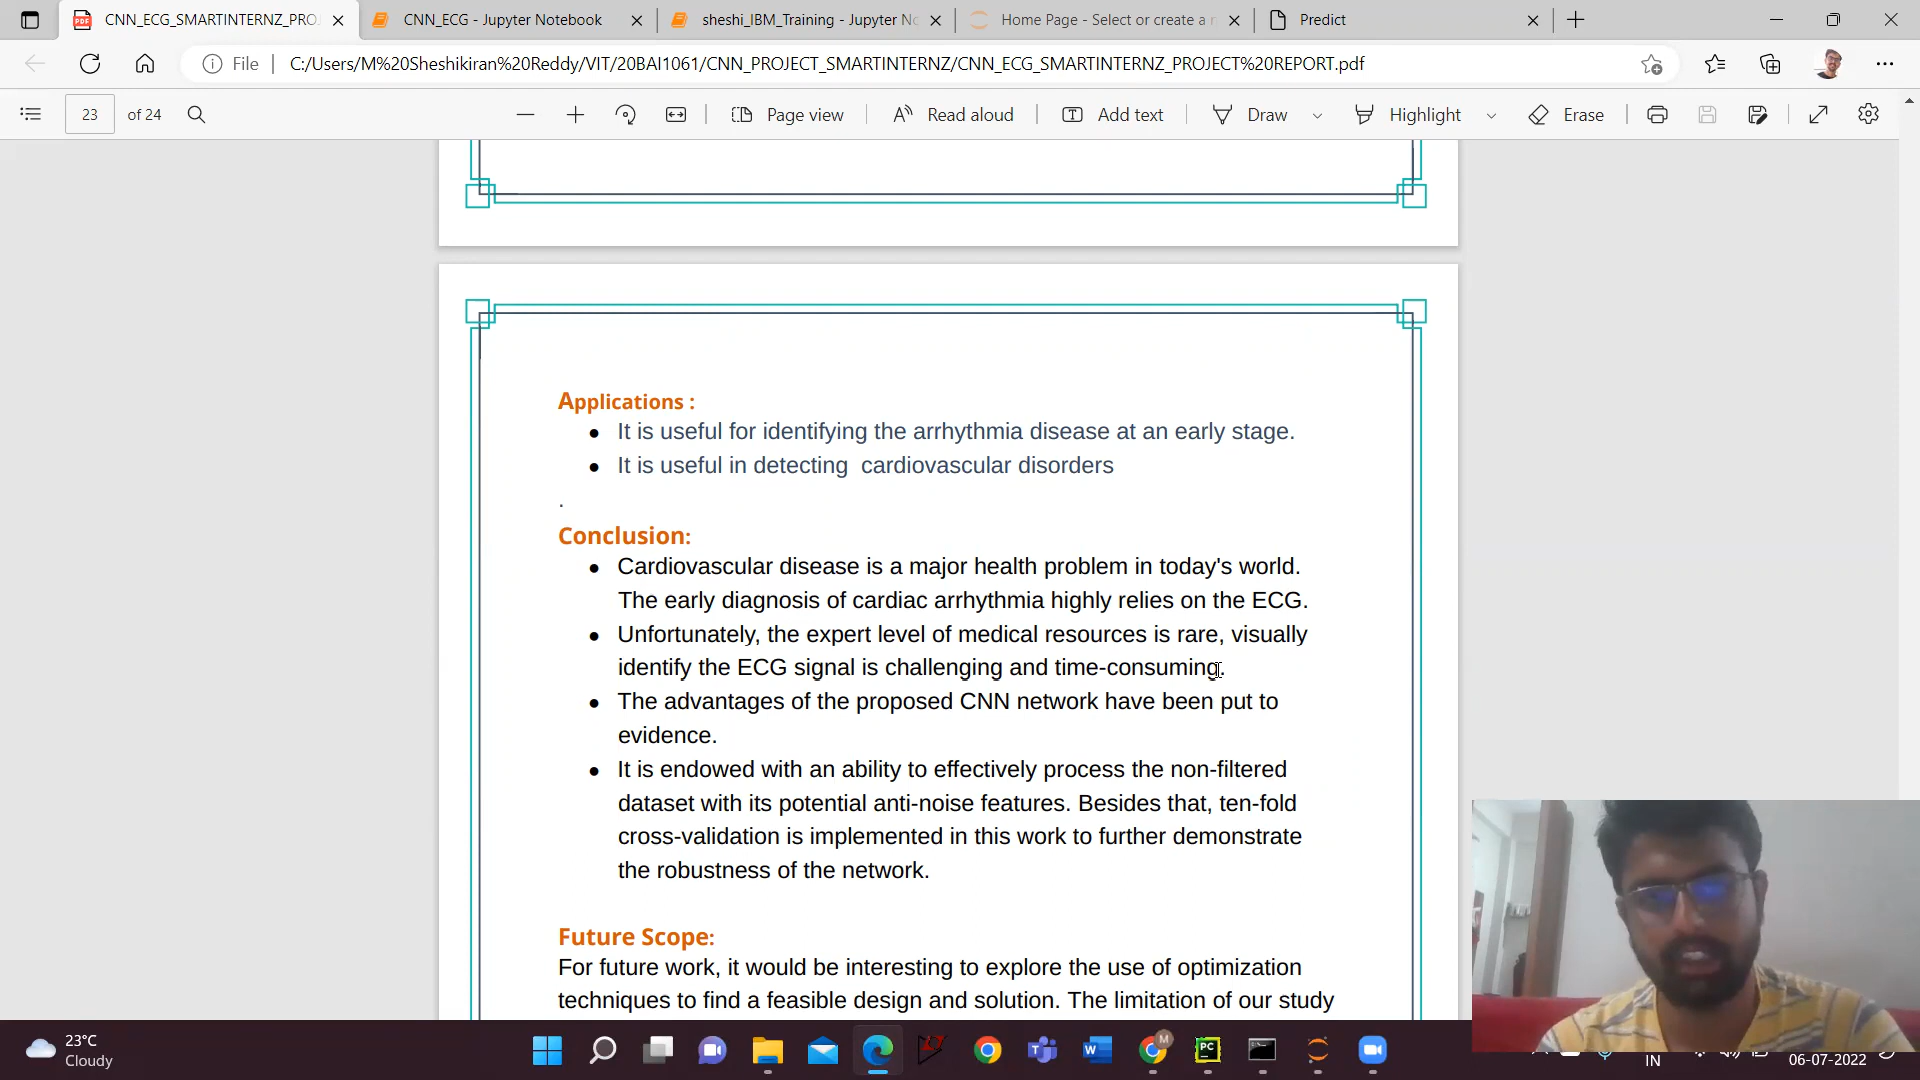 CNN_ECG_SMARTINTERNZ_PRO
CNN_ECG - Jupyter Notebook
sheshi_IBM_Training - Jupyter No
Home Page - Select or create a n
Predict
File
C:/Users/M%20Sheshikiran%20Reddy/VIT/20BAI1061/CNN_PROJECT_SMARTINTERNZ/CNN_ECG_SMARTINTERNZ_PROJECT%20REPORT.pdf
23 of 24
Page view
Read aloud
Add text
Draw
Highlight
Erase
Applications :
● It is useful for identifying the arrhythmia disease at an early stage.
● It is useful in detecting  cardiovascular disorders
.
Conclusion:
● Cardiovascular disease is a major health problem in today's world.
The early diagnosis of cardiac arrhythmia highly relies on the ECG.
● Unfortunately, the expert level of medical resources is rare, visually
identify the ECG signal is challenging and time-consuming.
● The advantages of the proposed CNN network have been put to
evidence.
● It is endowed with an ability to effectively process the non-filtered
dataset with its potential anti-noise features. Besides that, ten-fold
cross-validation is implemented in this work to further demonstrate
the robustness of the network.
Future Scope:
For future work, it would be interesting to explore the use of optimization
techniques to find a feasible design and solution. The limitation of our study
23°C
Cloudy
IN
06-07-2022